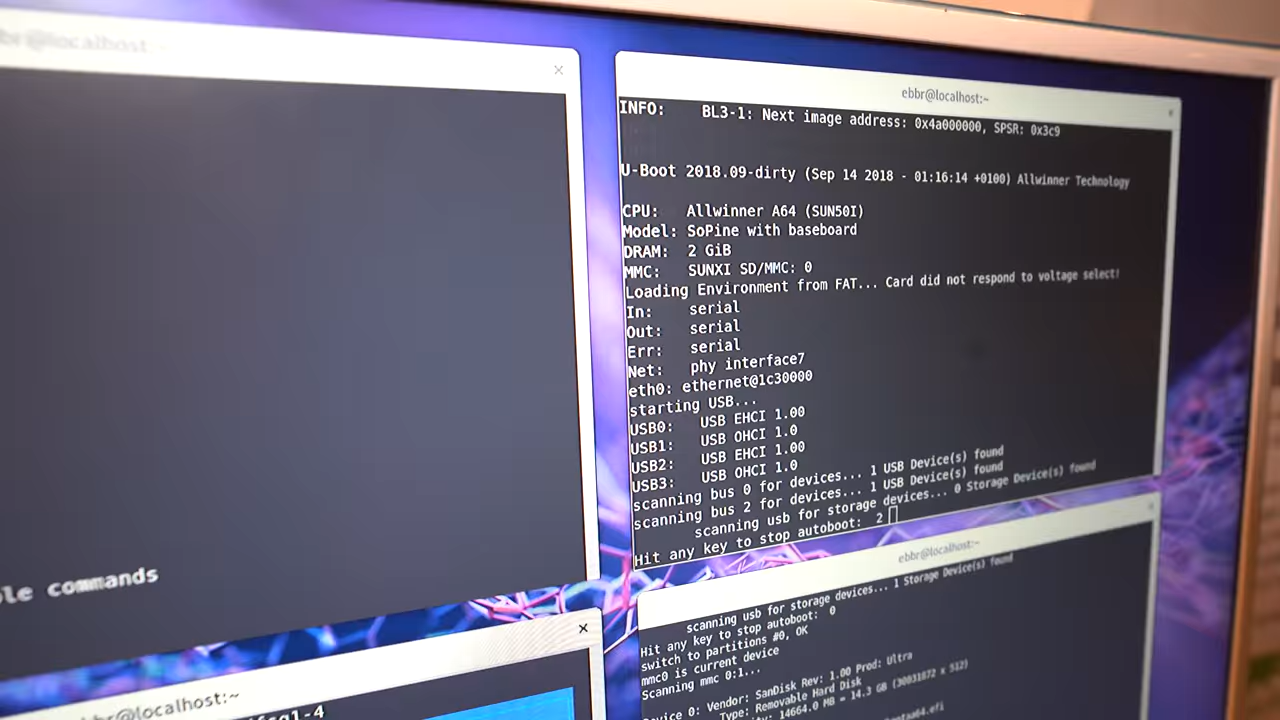 ebbr@localhost:~
le commands
ebbr@localhost:~
ebbr@localhost:~
INFO:    BL3-1: Next image address: 0x4a000000, SPSR: 0x3c9
U-Boot 2018.09-dirty (Sep 14 2018 - 01:16:14 +0100) Allwinner Technology
CPU:   Allwinner A64 (SUN50I)
Model: SoPine with baseboard
DRAM:  2 GiB
MMC:   SUNXI SD/MMC: 0
Loading Environment from FAT... Card did not respond to voltage select!
In:    serial
Out:   serial
Err:   serial
Net:   phy interface7
eth0: ethernet@1c30000
starting USB...
USB0:   USB EHCI 1.00
USB1:   USB OHCI 1.0
USB2:   USB EHCI 1.00
USB3:   USB OHCI 1.0
scanning bus 0 for devices... 1 USB Device(s) found
scanning bus 2 for devices... 1 USB Device(s) found
scanning usb for storage devices... 0 Storage Device(s) found
Hit any key to stop autoboot:  2
ebbr@localhost:~
scanning usb for storage devices... 1 Storage Device(s) found
Hit any key to stop autoboot:  0
switch to partitions #0, OK
mmc0 is current device
Scanning mmc 0:1...
Device 0: Vendor: SanDisk Rev: 1.00 Prod: Ultra
Type: Removable Hard Disk
14664.0 MB = 14.3 GB (30031872 x 512)